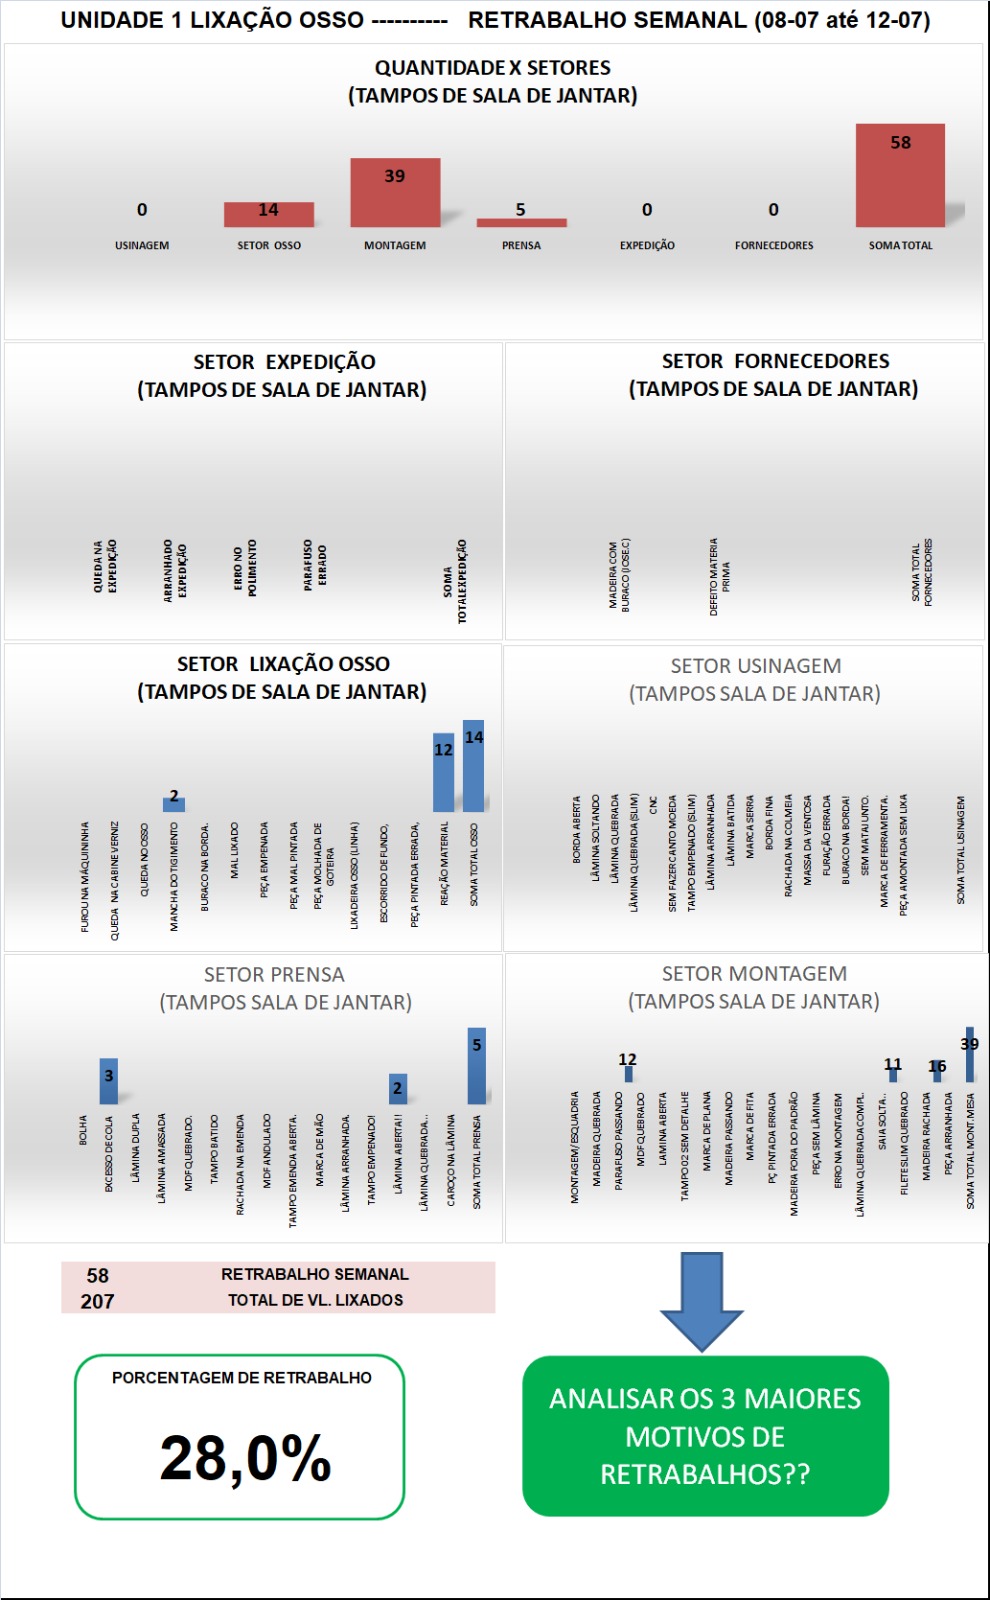 UNIDADE 1 LIXAÇÃO OSSO ---------- RETRABALHO SEMANAL (08-07 até 12-07)
QUANTIDADE X SETORES
(TAMPOS DE SALA DE JANTAR)
0
14
39
5
0
0
58
USINAGEM
SETOR OSSO
MONTAGEM
PRENSA
EXPEDIÇÃO
FORNECEDORES
SOMA TOTAL
SETOR EXPEDIÇÃO
(TAMPOS DE SALA DE JANTAR)
QUEDA NA
EXPEDIÇÃO
ARRANHADO
EXPEDIÇÃO
ERRO NO
POLIMENTO
PARAFUSO
ERRADO
SOMA
TOTALEXPEDIÇÃO
SETOR FORNECEDORES
(TAMPOS DE SALA DE JANTAR)
MADEIRA COM
BURACO (JOSE.C)
DEFEITO MATERIA
PRIMA
SOMA TOTAL
FORNECEDORES
SETOR LIXAÇÃO OSSO
(TAMPOS DE SALA DE JANTAR)
2
12
14
FUROU NA MÁQUININHA
QUEDA NA CABINE VERNIZ
QUEDA NO OSSO
MANCHA DO TIGIMENTO
BURACO NA BORDA.
MAL LIXADO
PEÇA EMPENADA
PEÇA MAL PINTADA
PEÇA MOLHADA DE
GOTEIRA
LIXADEIRA OSSO (LINHA)
ESCORRIDO DE FUNDO,
PEÇA PINTADA ERRADA,
REAÇÃO MATERIAL
SOMA TOTAL OSSO
SETOR USINAGEM
(TAMPOS SALA DE JANTAR)
BORDA ABERTA
LÂMINA SOLTANDO
LÂMINA QUEBRADA
LÂMINA QUEBRADA (SLIM)
CNC
SEM FAZER CANTO MOEDA
TAMPO EMPENADO (SLIM)
LÂMINA ARRANHADA
LÂMINA BATIDA
MARCA SERRA
BORDA FINA
RACHADA NA COLMEIA
MASSA DA VENTOSA
FURAÇÃO ERRADA
BURACO NA BORDA!
SEM MATAJUNTO.
MARCA DE FERRAMENTA.
PEÇA AMONTADA SEM LIXA
SOMA TOTAL USINAGEM
SETOR PRENSA
(TAMPOS SALA DE JANTAR)
3
2
5
BOLHA
EXCESSO DE COLA
LÂMINA DUPLA
LÂMINA AMASSADA
MDF QUEBRADO.
TAMPO BATIDO
RACHADA NA EMENDA
MDF ANDULADO
TAMPO EMENDA ABERTA.
MARCA DE MÃO
LÂMINA ARRANHADA.
TAMPO EMPENADO!
LÂMINA ABERTA!!
LÂMINA QUEBRADA...
CAROÇO NA LÂMINA
SOMA TOTAL PRENSA
SETOR MONTAGEM
(TAMPOS SALA DE JANTAR)
12
11
16
39
MONTAGEM/ESQUADRIA
MADEIRA QUEBRADA
PARAFUSO PASSANDO
MDF QUEBRADO
LAMINA ABERTA
TAMPO 02 SEM DETALHE
MARCA DE PLANA
MADEIRA PASSANDO
MARCA DE FITA
PÇ PINTADA ERRADA
MADEIRA FORA DO PADRÃO
PEÇA SEM LÂMINA
ERRO NA MONTAGEM
LÂMINA QUEBRADA COMPL.
SAIA SOLTA..
FILETE SLIM QUEBRADO
MADEIRA RACHADA
PEÇA ARRANHADA
SOMA TOTAL MONT.MESA
58 RETRABALHO SEMANAL
207 TOTAL DE VL. LIXADOS
PORCENTAGEM DE RETRABALHO
28,0%
ANALISAR OS 3 MAIORES
MOTIVOS DE
RETRABALHOS??